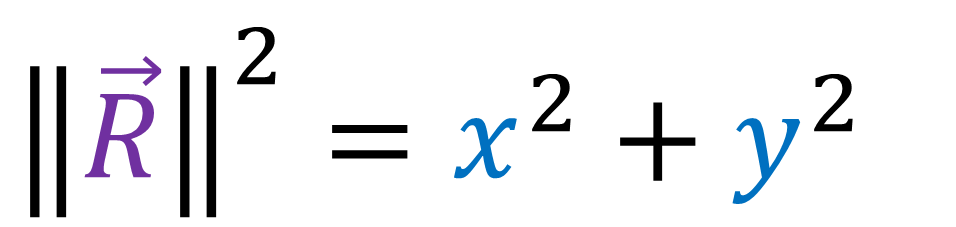 ‖R⃗‖² = x² + y²